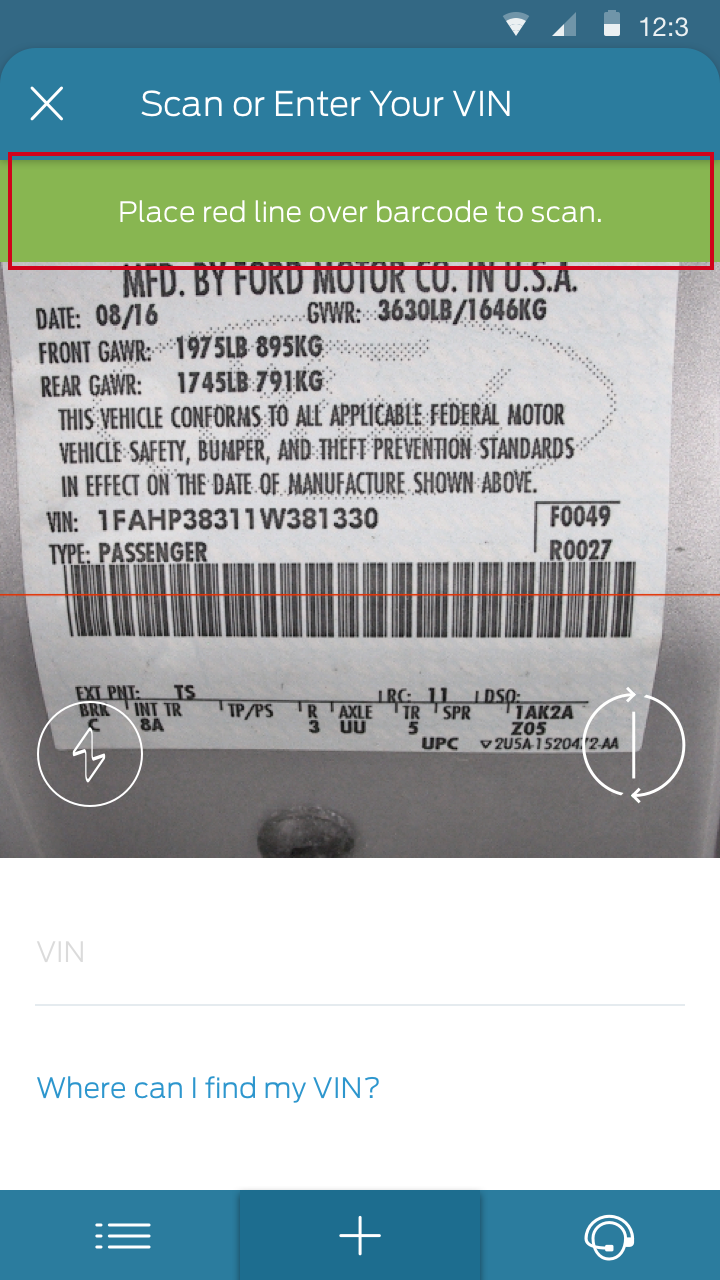 12:3
Scan or Enter Your VIN
Place red line over barcode to scan.
MFD. BY FORD MOTOR CO. IN U.S.A.
DATE: 08/16 GVWR: 3630LB/1646KG
FRONT GAWR: 1975LB 895KG
REAR GAWR: 1745LB 791KG
THIS VEHICLE CONFORMS TO ALL APPLICABLE FEDERAL MOTOR
VEHICLE SAFETY, BUMPER, AND THEFT PREVENTION STANDARDS
IN EFFECT ON THE DATE OF MANUFACTURE SHOWN ABOVE.
VIN: 1FAHP38311W381330 F0049
TYPE: PASSENGER R0027
EXT PNT: TS RC: 11 DSO:
BRK INT TR TP/PS R AXLE TR SPR 1AK2A
C 8A 3 UU 5 Z05
UPC 2U5A-1520472-AA
VIN
Where can I find my VIN?